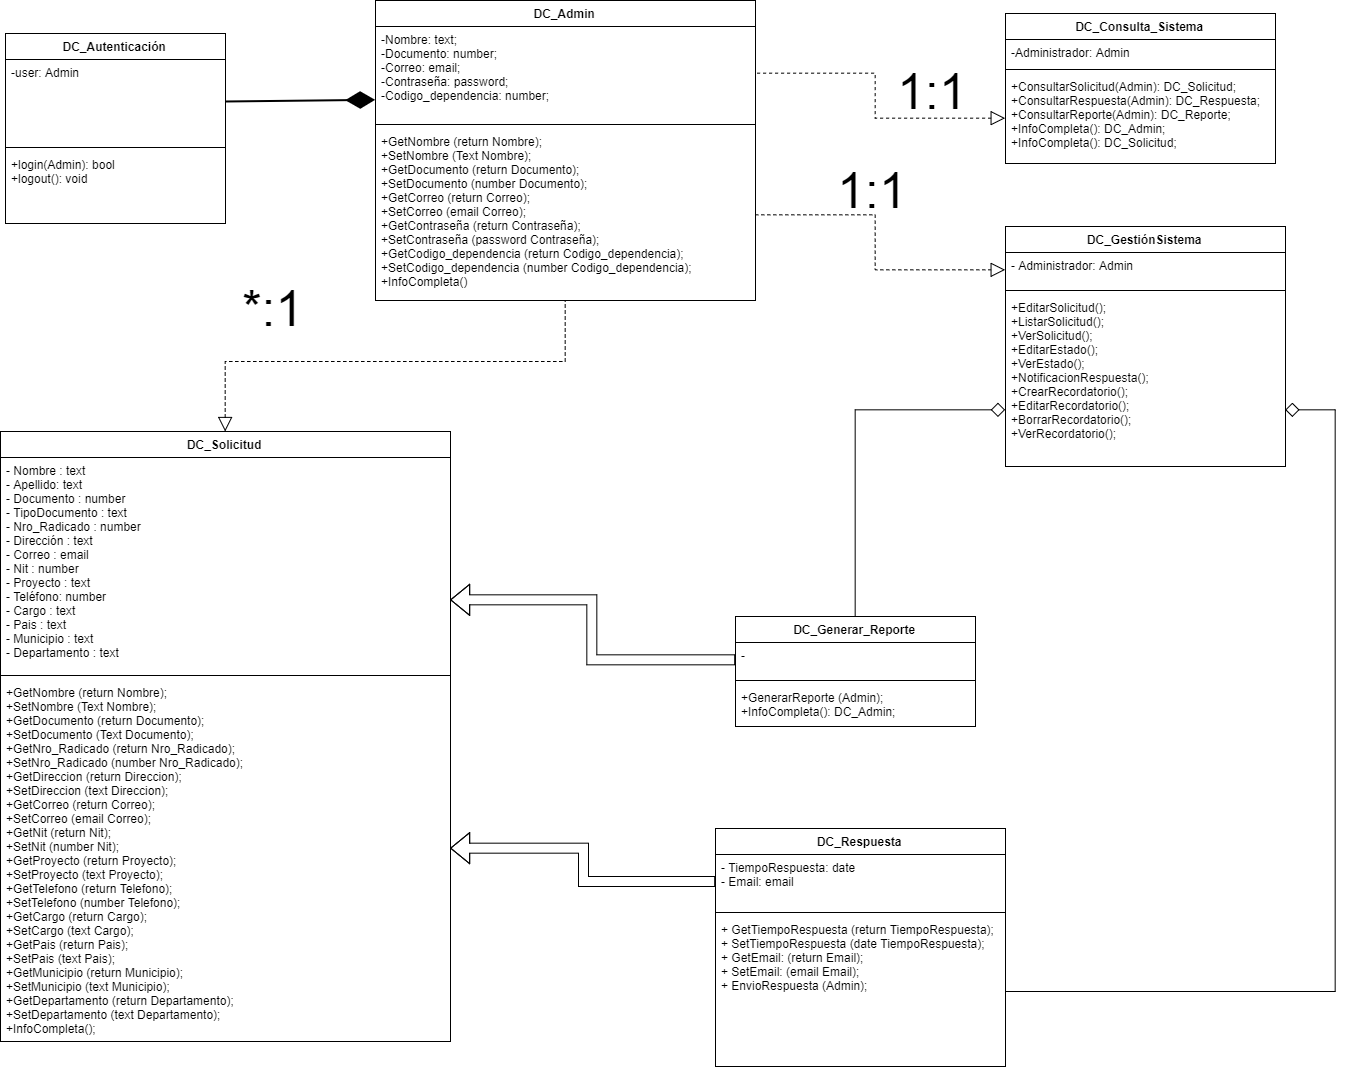 DC_Autenticación
-user: Admin
+login(Admin): bool
+logout(): void
DC_Admin
-Nombre: text;
-Documento: number;
-Correo: email;
-Contraseña: password;
-Codigo_dependencia: number;
+GetNombre (return Nombre);
+SetNombre (Text Nombre);
+GetDocumento (return Documento);
+SetDocumento (number Documento);
+GetCorreo (return Correo);
+SetCorreo (email Correo);
+GetContraseña (return Contraseña);
+SetContraseña (password Contraseña);
+GetCodigo_dependencia (return Codigo_dependencia);
+SetCodigo_dependencia (number Codigo_dependencia);
+InfoCompleta()
1:1
DC_Consulta_Sistema
-Administrador: Admin
+ConsultarSolicitud(Admin): DC_Solicitud;
+ConsultarRespuesta(Admin): DC_Respuesta;
+ConsultarReporte(Admin): DC_Reporte;
+InfoCompleta(): DC_Admin;
+InfoCompleta(): DC_Solicitud;
1:1
DC_GestiónSistema
- Administrador: Admin
+EditarSolicitud();
+ListarSolicitud();
+VerSolicitud();
+EditarEstado();
+VerEstado();
+NotificacionRespuesta();
+CrearRecordatorio();
+EditarRecordatorio();
+BorrarRecordatorio();
+VerRecordatorio();
*:1
DC_Solicitud
- Nombre : text
- Apellido: text
- Documento : number
- TipoDocumento : text
- Nro_Radicado : number
- Dirección : text
- Correo : email
- Nit : number
- Proyecto : text
- Teléfono: number
- Cargo : text
- Pais : text
- Municipio : text
- Departamento : text
+GetNombre (return Nombre);
+SetNombre (Text Nombre);
+GetDocumento (return Documento);
+SetDocumento (Text Documento);
+GetNro_Radicado (return Nro_Radicado);
+SetNro_Radicado (number Nro_Radicado);
+GetDireccion (return Direccion);
+SetDireccion (text Direccion);
+GetCorreo (return Correo);
+SetCorreo (email Correo);
+GetNit (return Nit);
+SetNit (number Nit);
+GetProyecto (return Proyecto);
+SetProyecto (text Proyecto);
+GetTelefono (return Telefono);
+SetTelefono (number Telefono);
+GetCargo (return Cargo);
+SetCargo (text Cargo);
+GetPais (return Pais);
+SetPais (text Pais);
+GetMunicipio (return Municipio);
+SetMunicipio (text Municipio);
+GetDepartamento (return Departamento);
+SetDepartamento (text Departamento);
+InfoCompleta();
DC_Generar_Reporte
-
+GenerarReporte (Admin);
+InfoCompleta(): DC_Admin;
DC_Respuesta
- TiempoRespuesta: date
- Email: email
+ GetTiempoRespuesta (return TiempoRespuesta);
+ SetTiempoRespuesta (date TiempoRespuesta);
+ GetEmail: (return Email);
+ SetEmail: (email Email);
+ EnvioRespuesta (Admin);